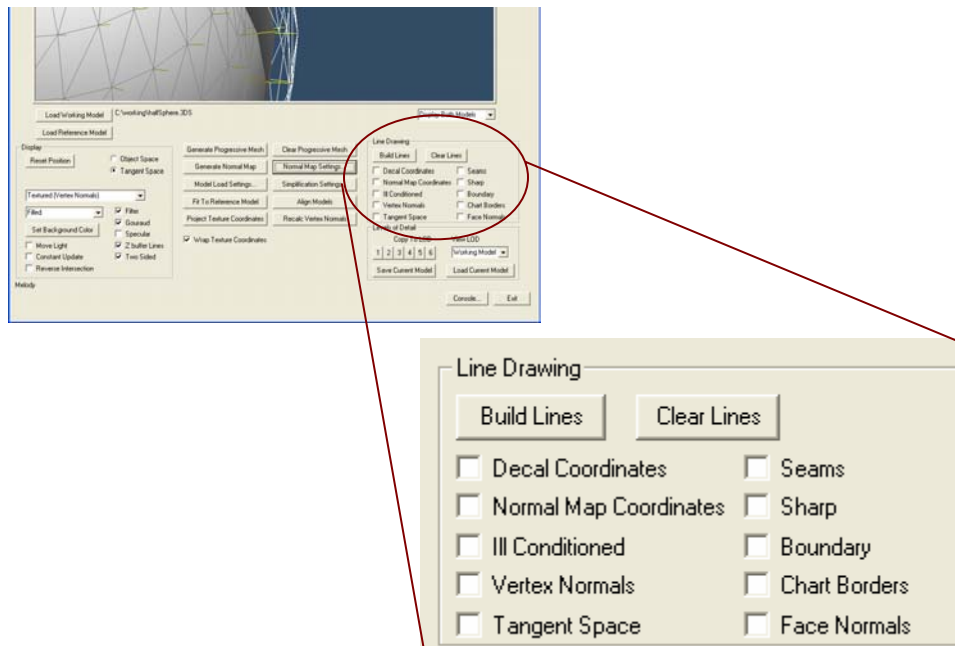 Load Working Model C:\working\halfSphere.3DS Display Both Models
Load Reference Model
Display
Reset Position
Object Space
Tangent Space
Textured (Vertex Normals)
Filled
Set Background Color
Move Light
Constant Update
Reverse Intersection
Filter
Gouraud
Specular
Z buffer Lines
Two Sided
Generate Progressive Mesh Clear Progressive Mesh
Generate Normal Map Normal Map Settings...
Model Load Settings... Simplification Settings...
Fit To Reference Model Align Models
Project Texture Coordinates Recalc Vertex Normals
Wrap Texture Coordinates
Line Drawing
Build Lines Clear Lines
Decal Coordinates Seams
Normal Map Coordinates Sharp
Ill Conditioned Boundary
Vertex Normals Chart Borders
Tangent Space Face Normals
Levels of Detail
Copy To LOD View LOD
1 2 3 4 5 6 Working Model
Save Current Model Load Current Model
Melody
Console... Exit
Line Drawing
Build Lines Clear Lines
Decal Coordinates Seams
Normal Map Coordinates Sharp
Ill Conditioned Boundary
Vertex Normals Chart Borders
Tangent Space Face Normals